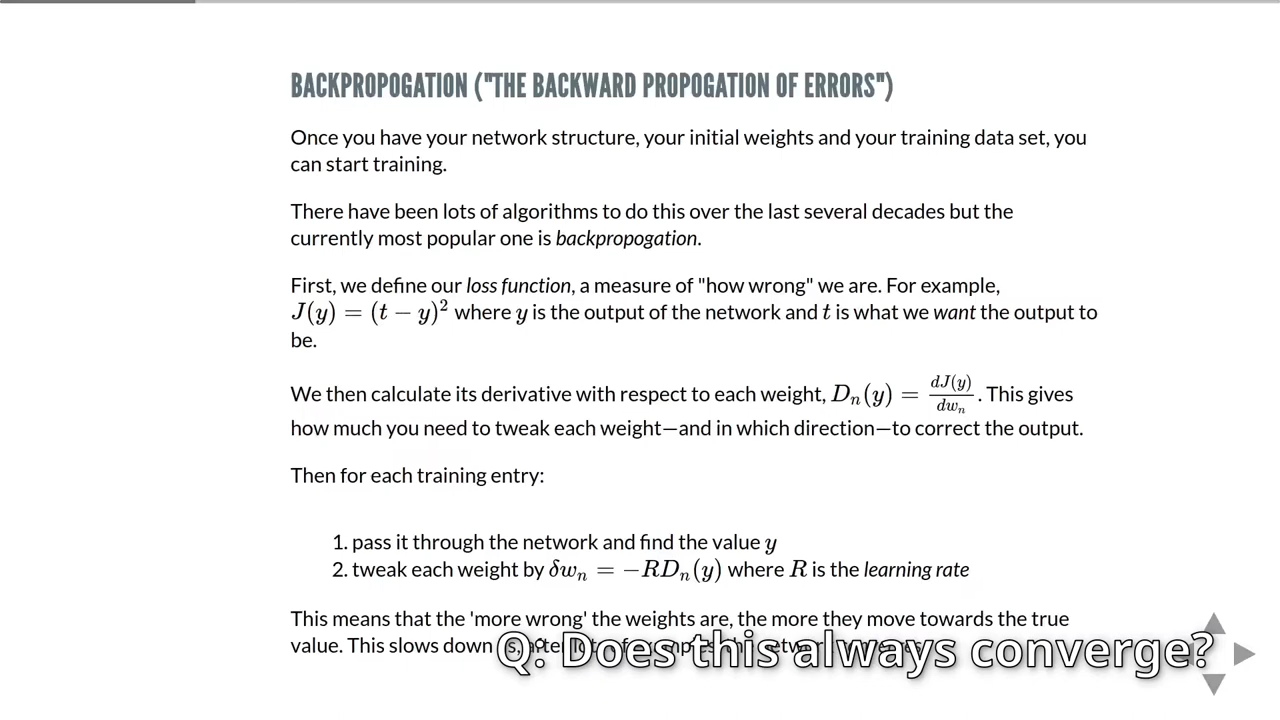 BACKPROPOGATION ("THE BACKWARD PROPOGATION OF ERRORS")
Once you have your network structure, your initial weights and your training data set, you
can start training.
There have been lots of algorithms to do this over the last several decades but the
currently most popular one is backpropogation.
First, we define our loss function, a measure of "how wrong" we are. For example,
J(y) = (t − y)² where y is the output of the network and t is what we want the output to
be.
We then calculate its derivative with respect to each weight, Dₙ(y) = dJ(y)/dwₙ. This gives
how much you need to tweak each weight—and in which direction—to correct the output.
Then for each training entry:
1. pass it through the network and find the value y
2. tweak each weight by δwₙ = −RDₙ(y) where R is the learning rate
This means that the 'more wrong' the weights are, the more they move towards the true
value. This slows down
Q: Does this always converge?